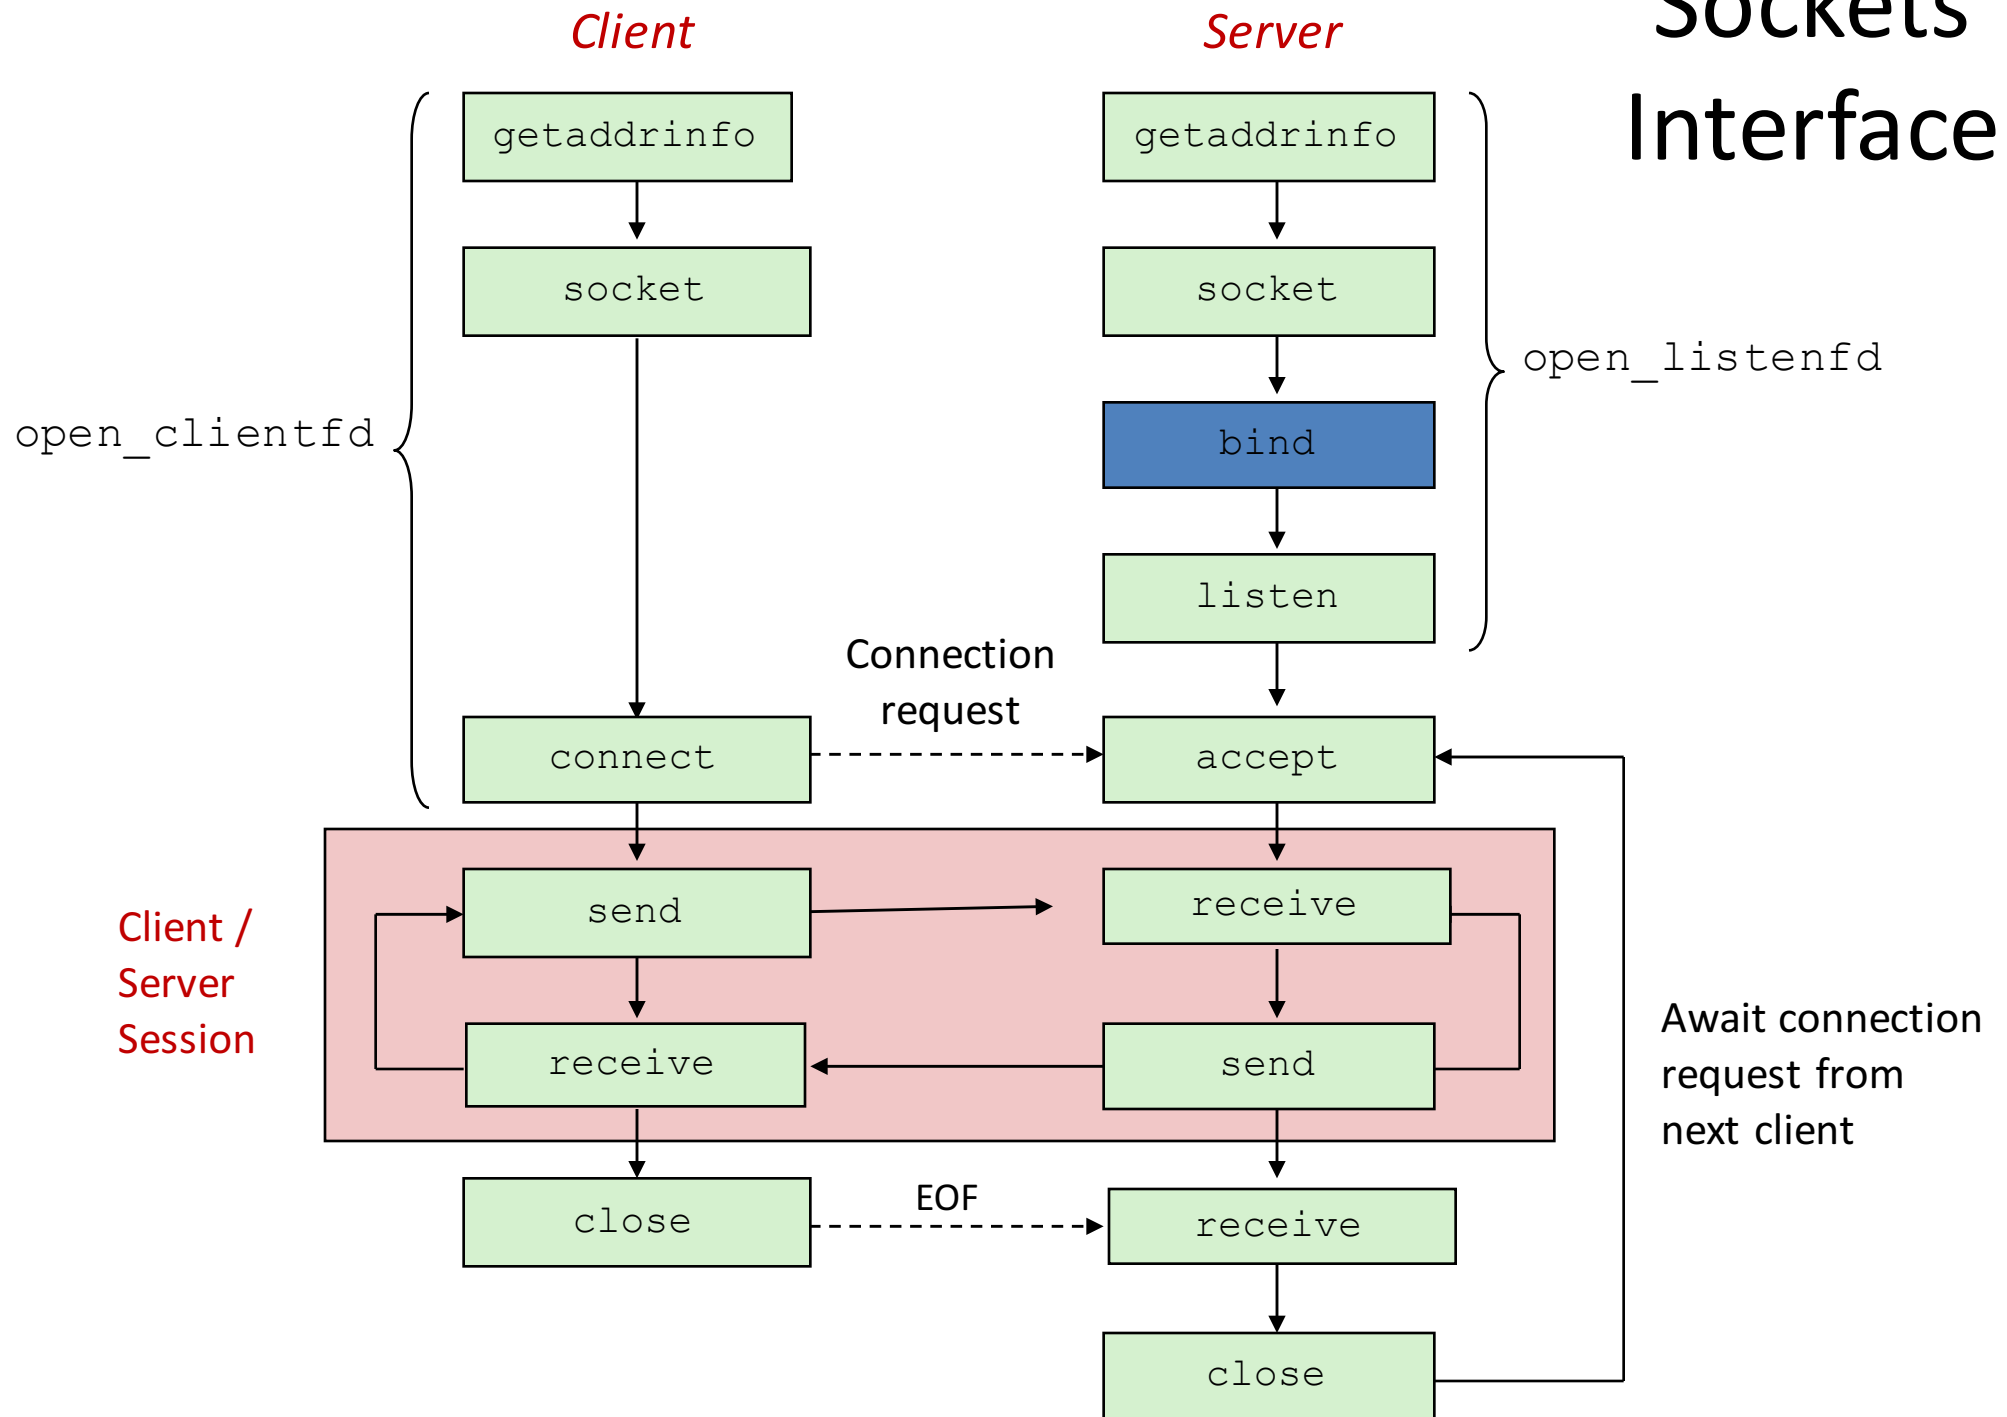 Sockets
Interface
Client
Server
getaddrinfo
getaddrinfo
socket
socket
open_listenfd
open_clientfd
bind
listen
Connection
request
connect
accept
Client /
Server
Session
send
receive
receive
send
Await connection
request from
next client
close
EOF
receive
close